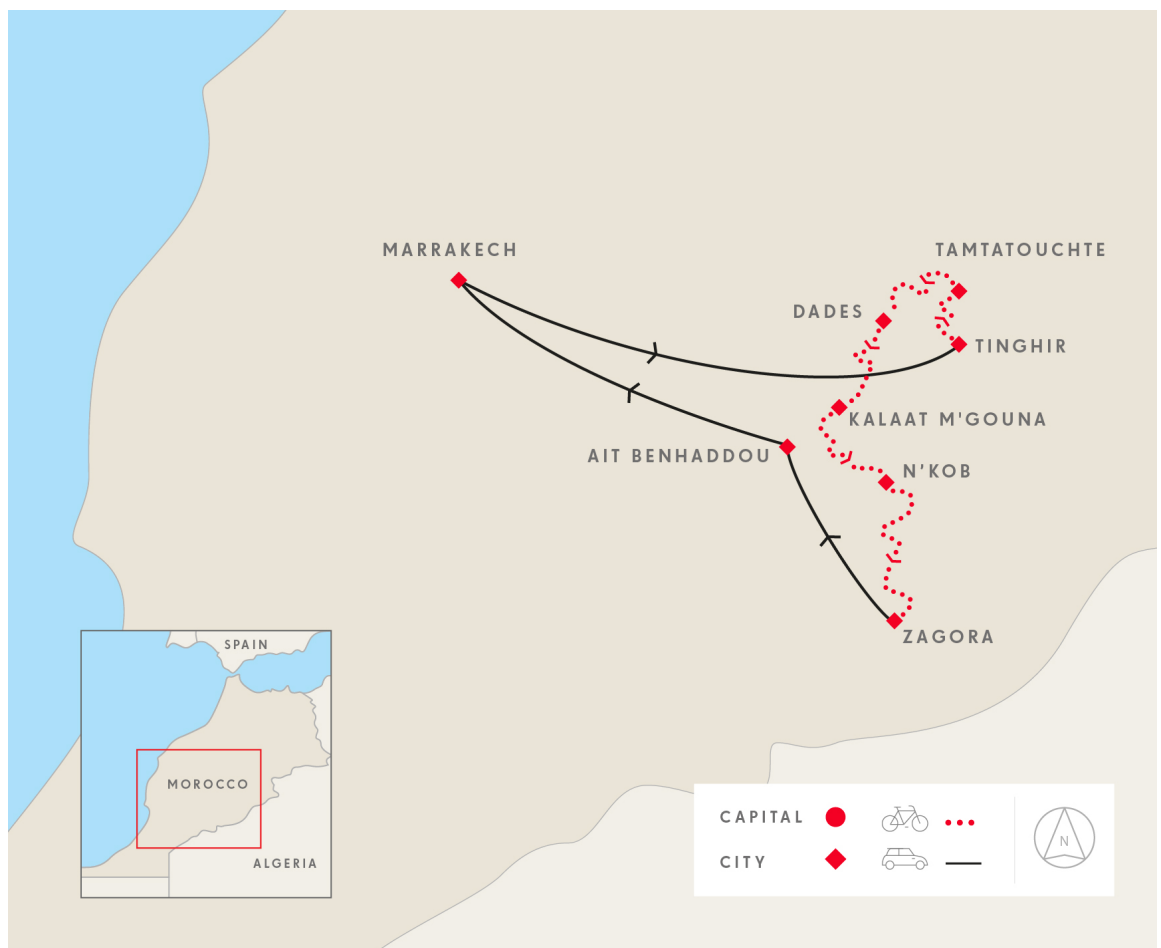 MARRAKECH
TAMTATOUCHTE
DADES
TINGHIR
KALAAT M'GOUNA
AIT BENHADDOU
N'KOB
ZAGORA
SPAIN
MOROCCO
ALGERIA
CAPITAL
CITY
N